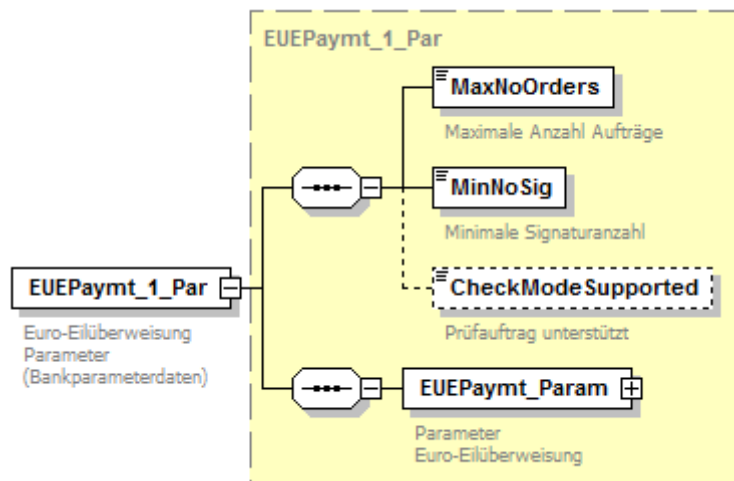 EUEPaymt_1_Par
MaxNoOrders
Maximale Anzahl Aufträge
MinNoSig
Minimale Signaturanzahl
CheckModeSupported
Prüfauftrag unterstützt
EUEPaymt_1_Par
Euro-Eilüberweisung
Parameter
(Bankparameterdaten)
EUEPaymt_Param
Parameter
Euro-Eilüberweisung